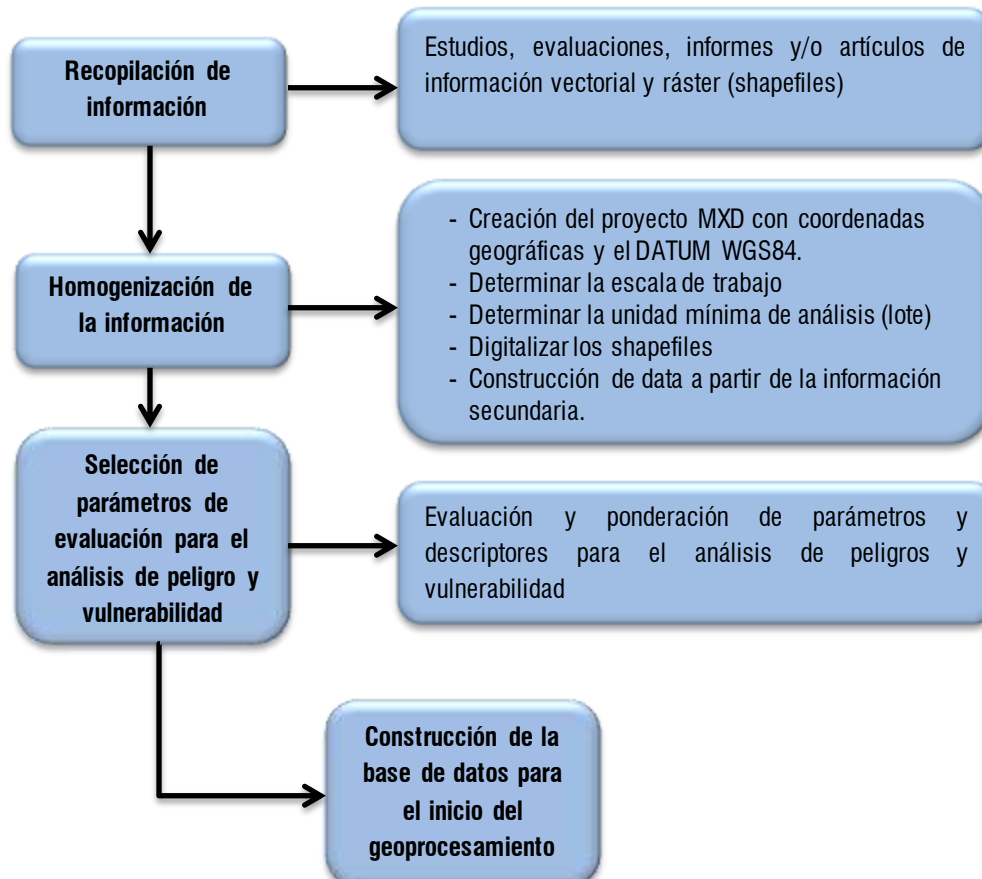 Recopilación de
información
Estudios, evaluaciones, informes y/o artículos de
información vectorial y ráster (shapefiles)
Homogenización de
la información
- Creación del proyecto MXD con coordenadas
geográficas y el DATUM WGS84.
- Determinar la escala de trabajo
- Determinar la unidad mínima de análisis (lote)
- Digitalizar los shapefiles
- Construcción de data a partir de la información
secundaria.
Selección de
parámetros de
evaluación para el
análisis de peligro y
vulnerabilidad
Evaluación y ponderación de parámetros y
descriptores para el análisis de peligros y
vulnerabilidad
Construcción de la
base de datos para
el inicio del
geoprocesamiento